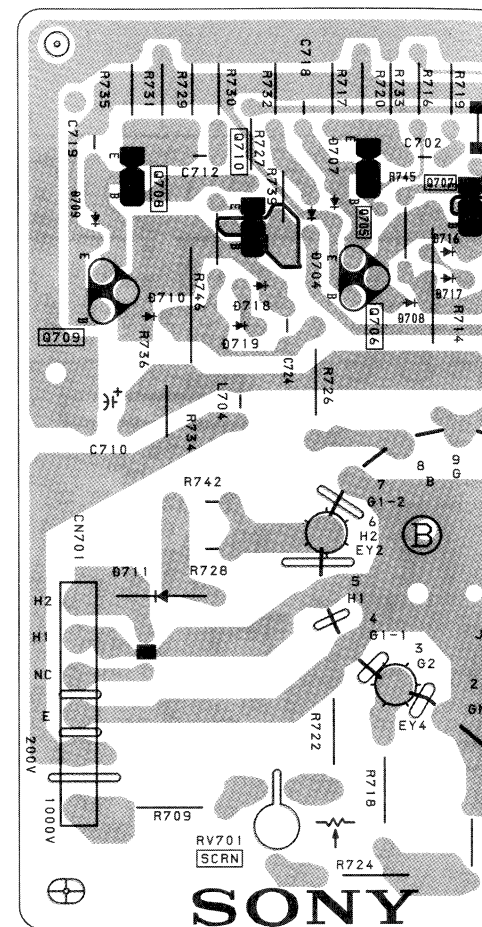 R735
R731
R729
R730
R732
C718
R717
R720
R733
R716
R719
C719
D709
E
B
Q708
C712
Q710
R727
R739
D707
E
B
Q705
R745
C702
Q707
D716
D717
D704
E
B
D710
R746
D718
D719
C724
Q706
D708
R714
Q709
R736
R726
+
C710
R734
L704
8
B
9
G
R742
7
G1-2
6
H2
EY2
B
CN701
D711
R728
5
H1
4
G1-1
3
G2
J
H2
H1
NC
E
200V
1000V
2
EY4
R722
R718
R709
RV701
SCRN
R724
SONY